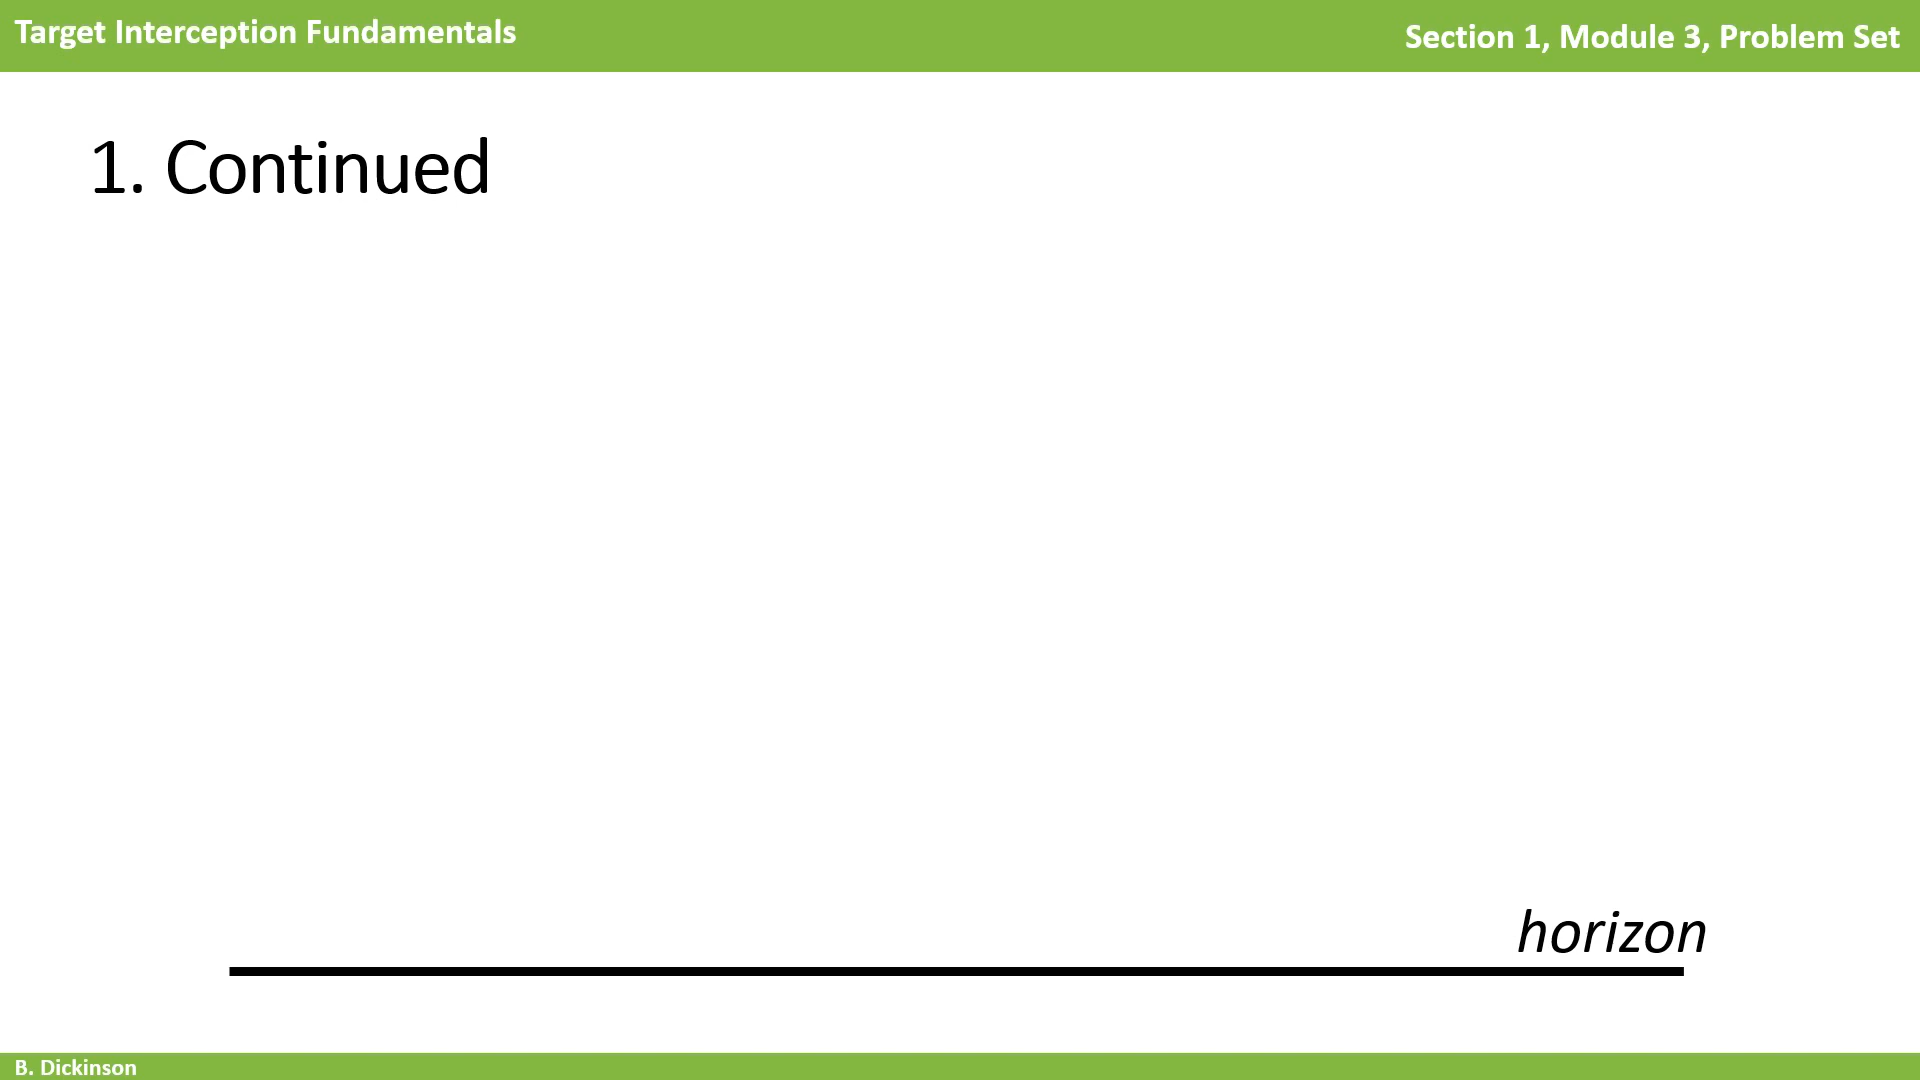 Target Interception Fundamentals
Section 1, Module 3, Problem Set
1. Continued
horizon
B. Dickinson